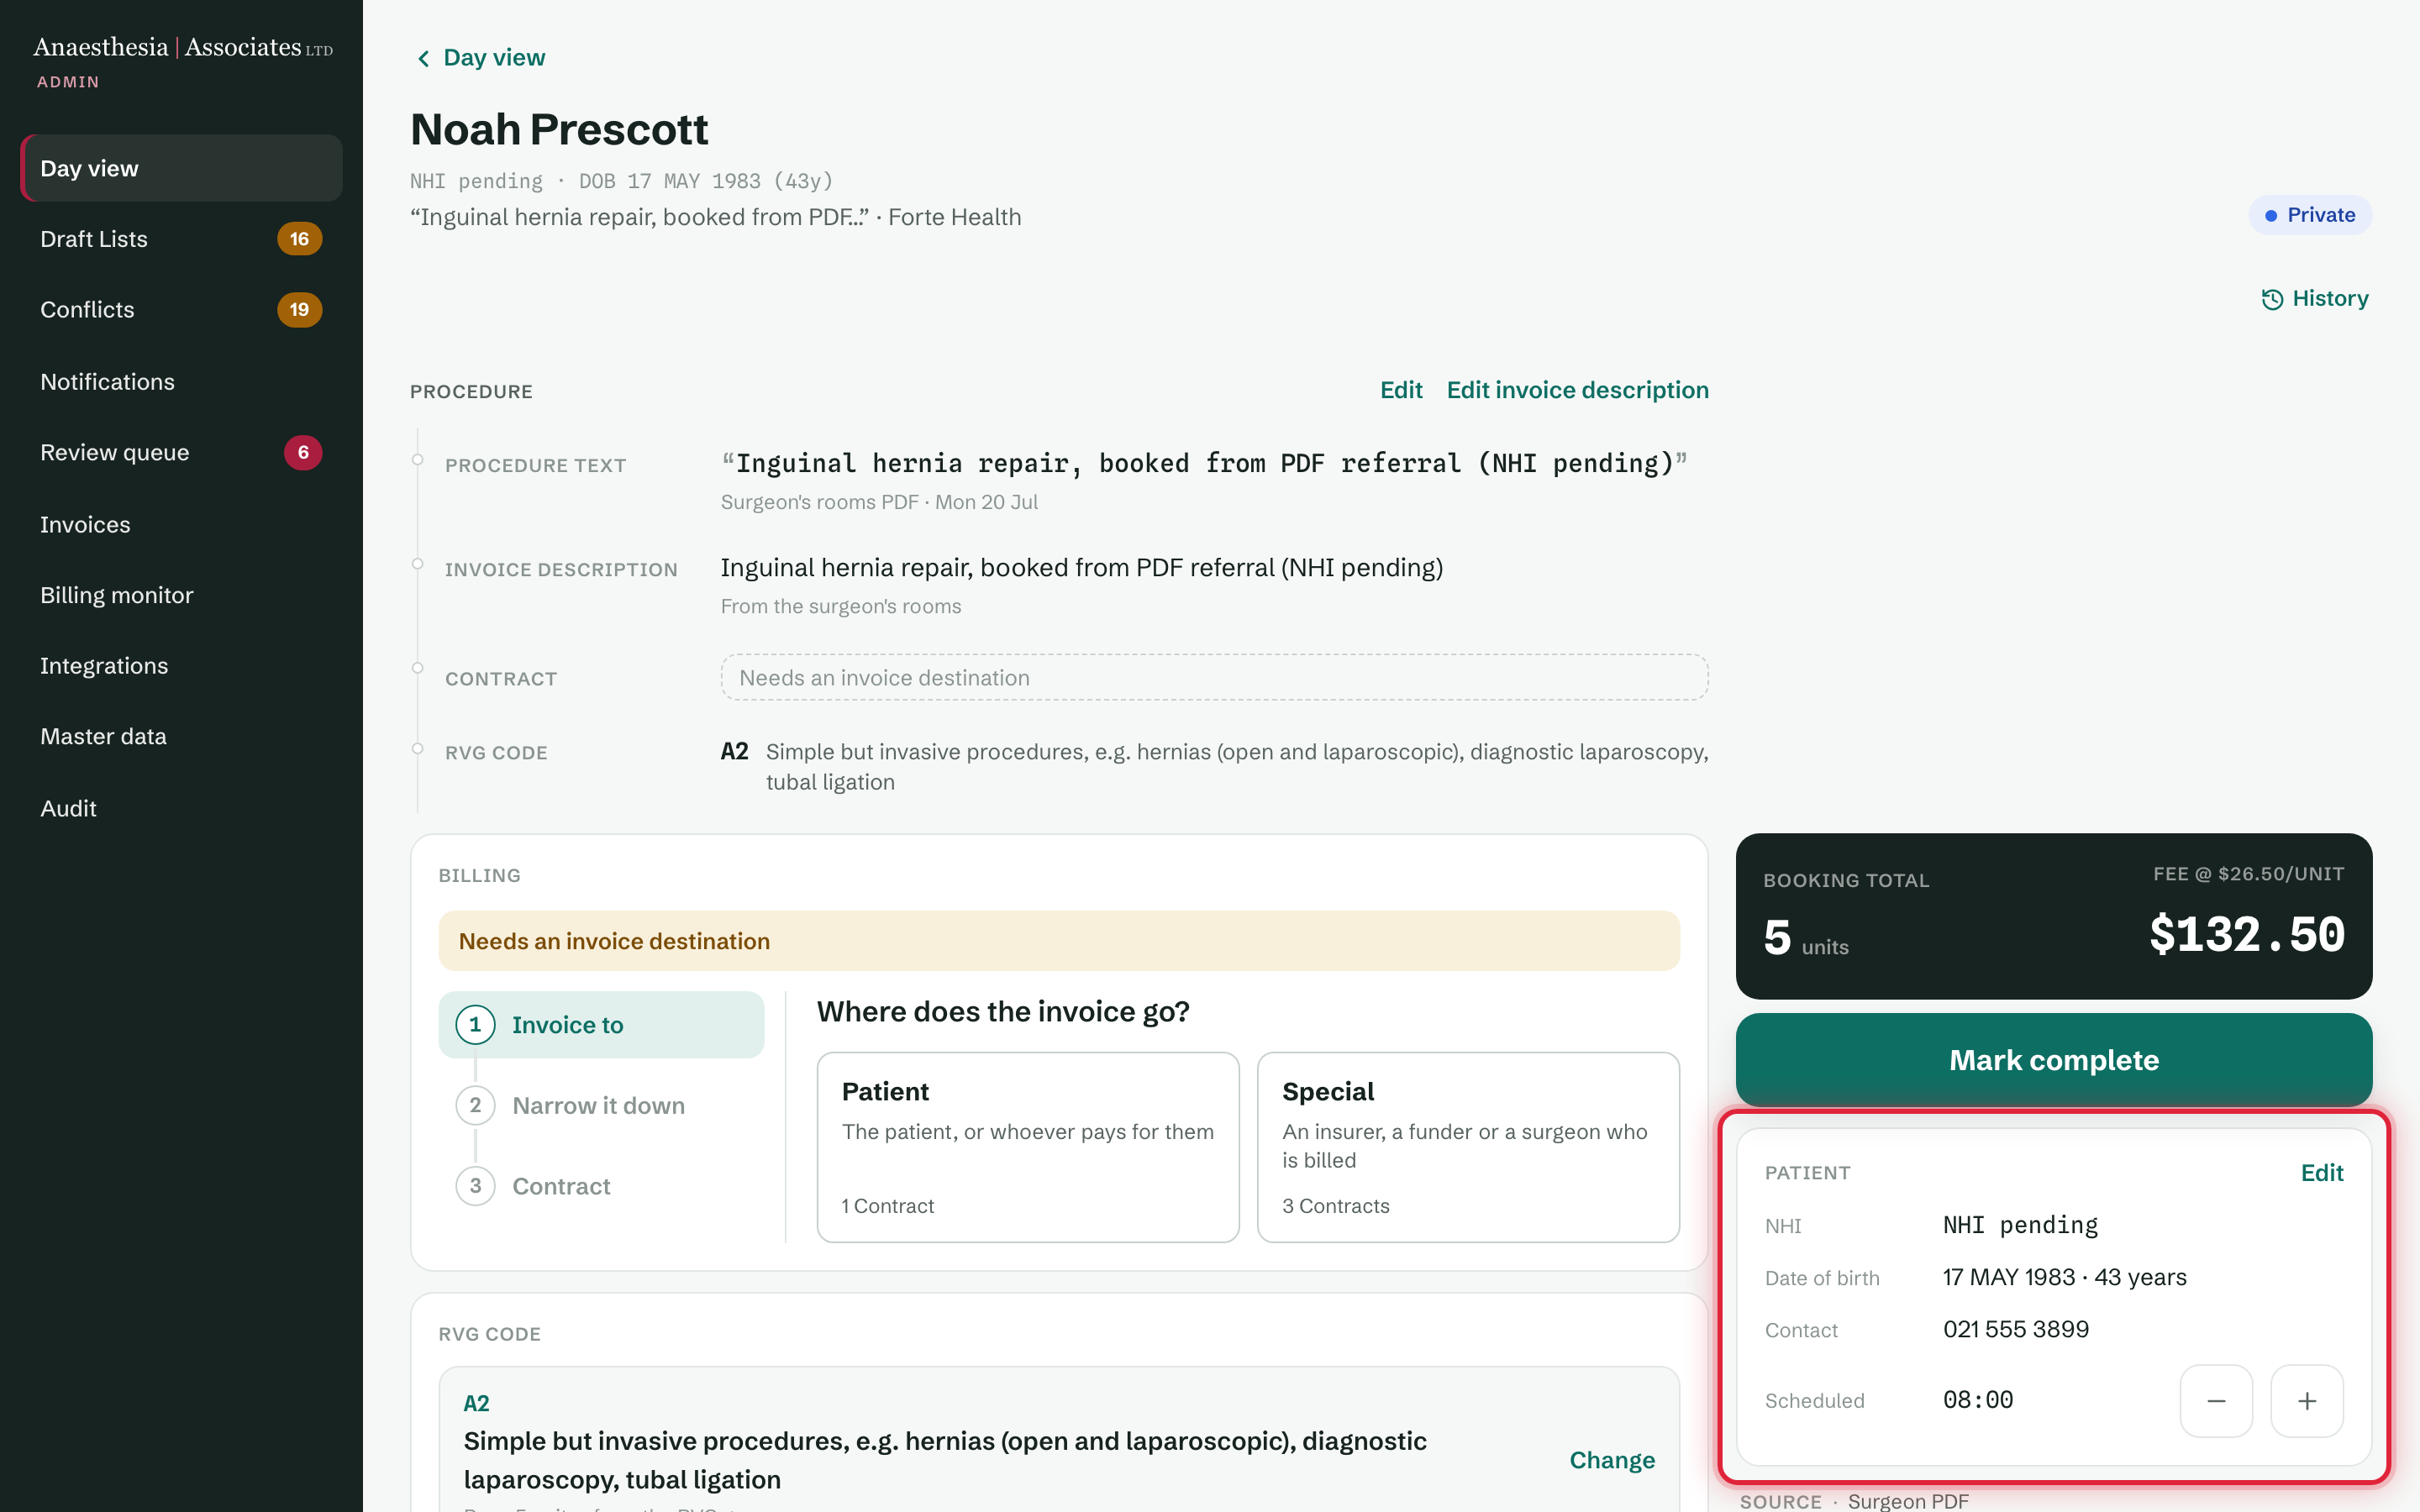 Anaesthesia | Associates LTD
ADMIN
Day view
Draft Lists 16
Conflicts 19
Notifications
Review queue 6
Invoices
Billing monitor
Integrations
Master data
Audit
Day view
Noah Prescott
NHI pending · DOB 17 MAY 1983 (43y)
“Inguinal hernia repair, booked from PDF…” · Forte Health
Private
History
PROCEDURE Edit Edit invoice description
PROCEDURE TEXT “Inguinal hernia repair, booked from PDF referral (NHI pending)”
Surgeon's rooms PDF · Mon 20 Jul
INVOICE DESCRIPTION Inguinal hernia repair, booked from PDF referral (NHI pending)
From the surgeon's rooms
CONTRACT Needs an invoice destination
RVG CODE A2 Simple but invasive procedures, e.g. hernias (open and laparoscopic), diagnostic laparoscopy,
tubal ligation
BILLING
Needs an invoice destination
1 Invoice to
2 Narrow it down
3 Contract
Where does the invoice go?
Patient
The patient, or whoever pays for them
1 Contract
Special
An insurer, a funder or a surgeon who
is billed
3 Contracts
RVG CODE
A2
Simple but invasive procedures, e.g. hernias (open and laparoscopic), diagnostic
laparoscopy, tubal ligation
Change
BOOKING TOTAL FEE @ $26.50/UNIT
5 units $132.50
Mark complete
PATIENT Edit
NHI NHI pending
Date of birth 17 MAY 1983 · 43 years
Contact 021 555 3899
Scheduled 08:00 − +
SOURCE · Surgeon PDF